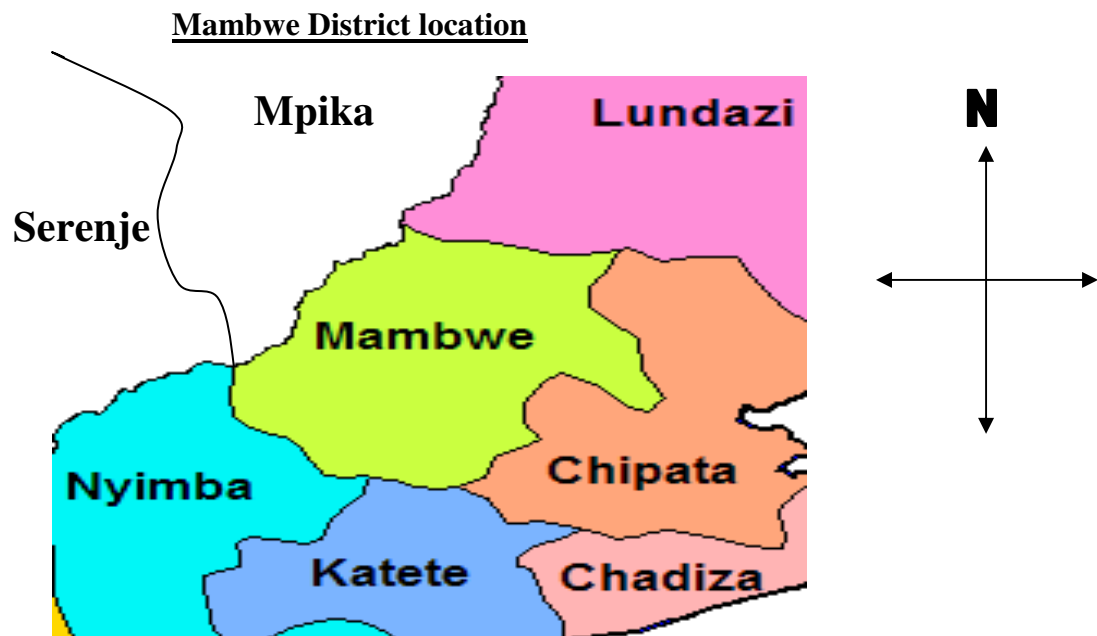 Mambwe District location
Mpika
Lundazi
N
Serenje
Mambwe
Chipata
Nyimba
Katete
Chadiza